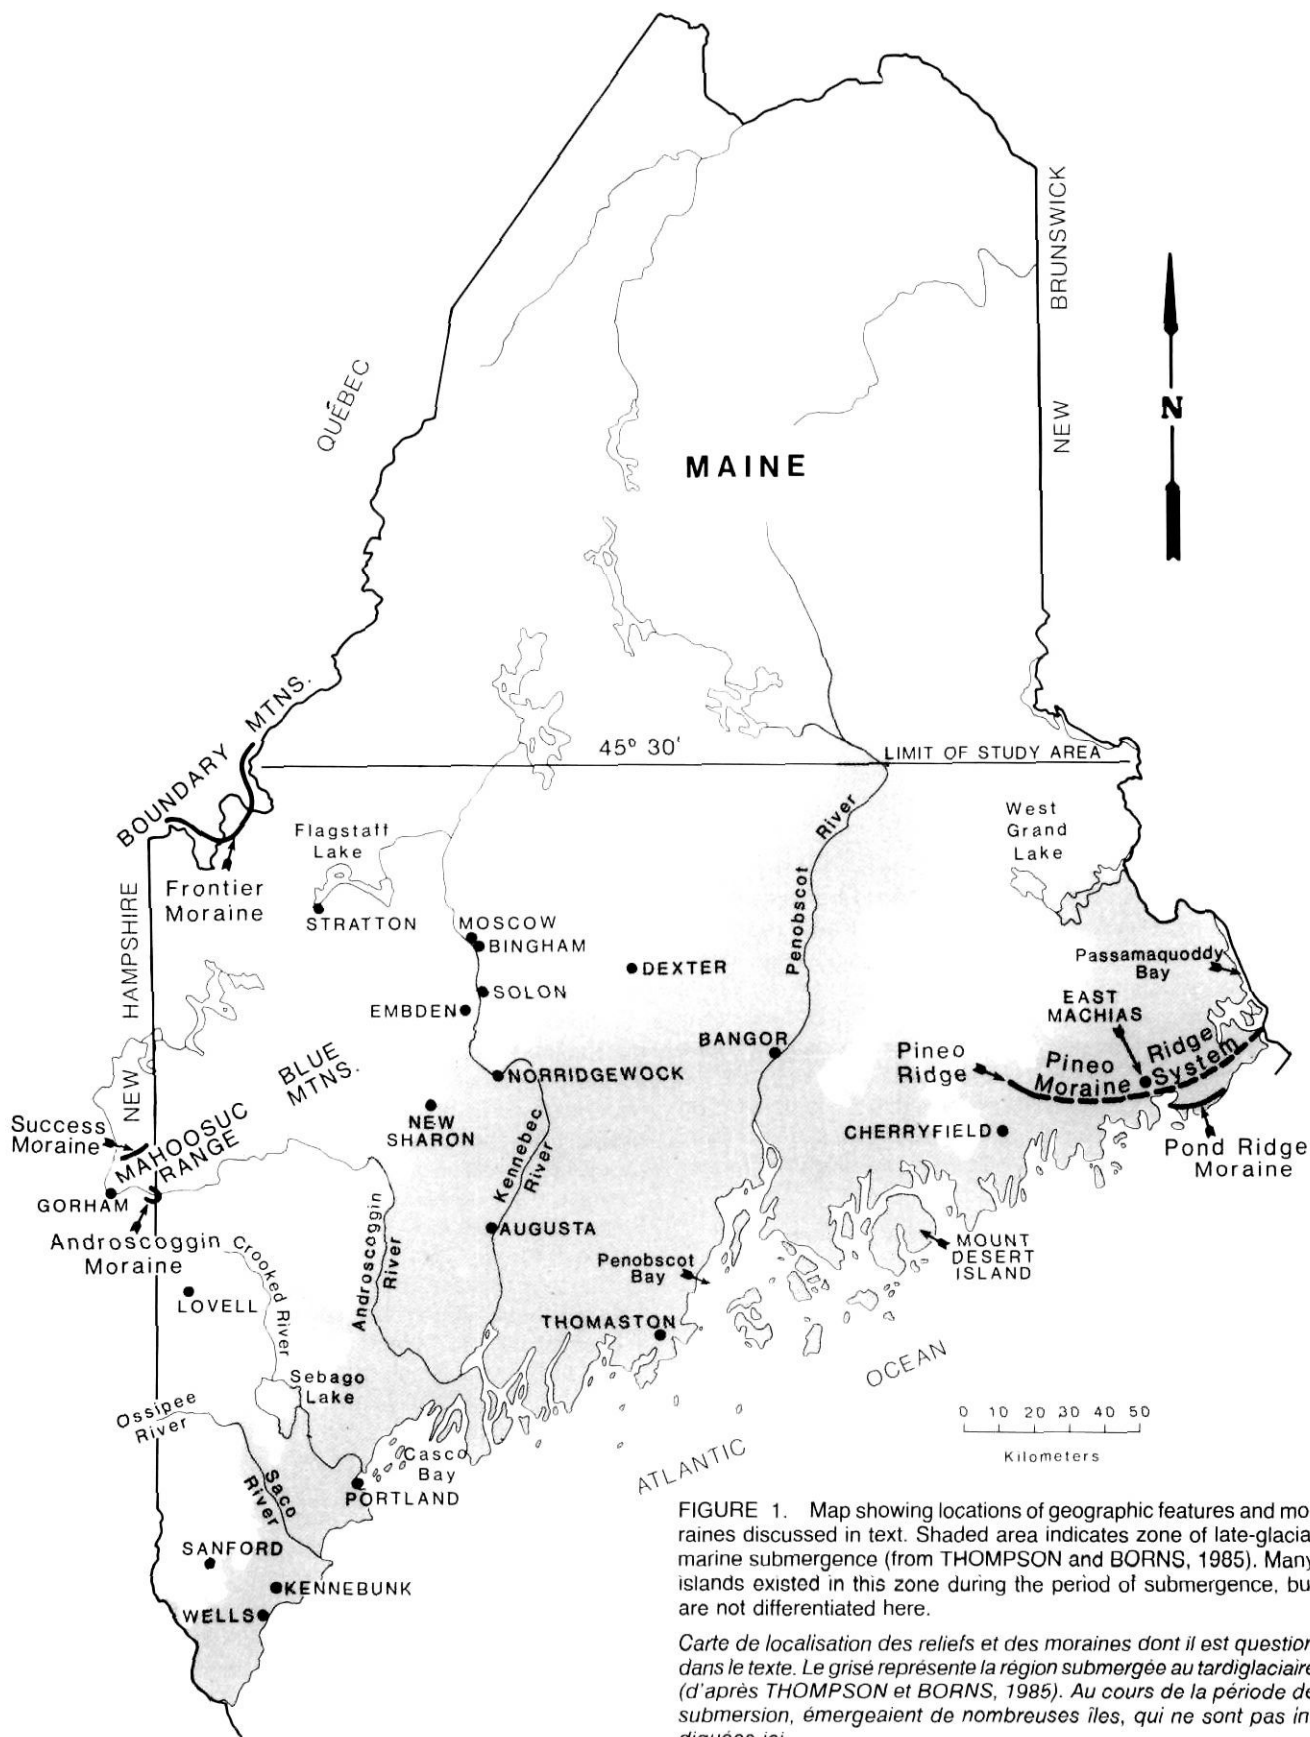 BRUNSWICK
NEW
QUÉBEC
N
MAINE
BOUNDARY MTNS.
45° 30'
LIMIT OF STUDY AREA
Penobscot River
West
Grand
Lake
Flagstaff
Lake
Frontier
Moraine
NEW HAMPSHIRE
STRATTON
MOSCOW
BINGHAM
DEXTER
Passamaquoddy
Bay
SOLON
EMBDEN
EAST
MACHIAS
BANGOR
Pineo
Ridge
Pineo Ridge
Moraine System
BLUE
MTNS.
NORRIDGEWOCK
Success
Moraine
MAHOOSUC
RANGE
NEW
SHARON
Kennebec
River
CHERRYFIELD
Pond Ridge
Moraine
GORHAM
Androscoggin
Moraine
AUGUSTA
Crooked River
Androscoggin
River
Penobscot
Bay
MOUNT
DESERT
ISLAND
LOVELL
THOMASTON
OCEAN
Sebago
Lake
Ossipee
River
0 10 20 30 40 50
Kilometers
Casco
Bay
ATLANTIC
Saco
River
PORTLAND
SANFORD
KENNEBUNK
WELLS
FIGURE 1. Map showing locations of geographic features and mo-
raines discussed in text. Shaded area indicates zone of late-glacia
marine submergence (from THOMPSON and BORNS, 1985). Many
islands existed in this zone during the period of submergence, bu
are not differentiated here.
Carte de localisation des reliefs et des moraines dont il est question
dans le texte. Le grisé représente la région submergée au tardiglaciaire
(d'après THOMPSON et BORNS, 1985). Au cours de la période de
submersion, émergeaient de nombreuses îles, qui ne sont pas in-
diquées ici.